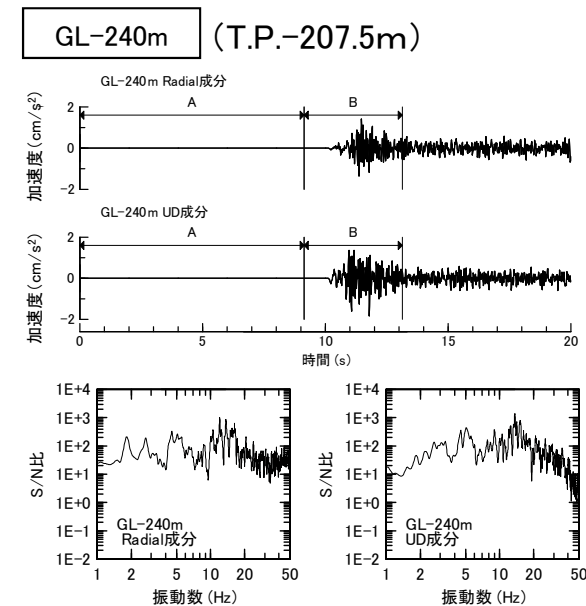 GL-240m (T.P.-207.5m)
GL-240m Radial成分
A B
加速度(cm/s²)
2
0
-2
GL-240m UD成分
A B
加速度(cm/s²)
2
0
-2
0 5 10 15 20
時間(s)
S/N比
1E+4
1E+3
1E+2
1E+1
1E+0
1E-1
1E-2
GL-240m
Radial成分
1 2 5 10 20 50
振動数(Hz)
S/N比
1E+4
1E+3
1E+2
1E+1
1E+0
1E-1
1E-2
GL-240m
UD成分
1 2 5 10 20 50
振動数(Hz)